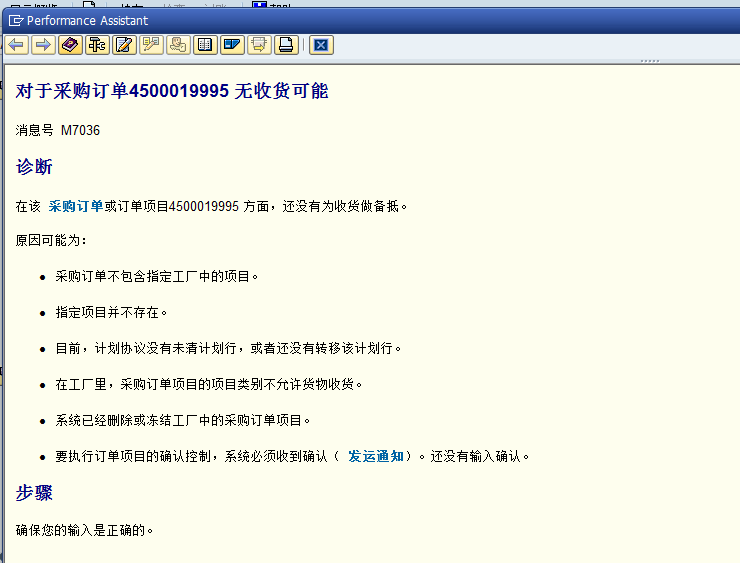 Performance Assistant
对于采购订单4500019995 无收货可能
消息号 M7036
诊断
在该 采购订单或订单项目4500019995 方面，还没有为收货做备抵。
原因可能为：
采购订单不包含指定工厂中的项目。
指定项目并不存在。
目前，计划协议没有未清计划行，或者还没有转移该计划行。
在工厂里，采购订单项目的项目类别不允许货物收货。
系统已经删除或冻结工厂中的采购订单项目。
要执行订单项目的确认控制，系统必须收到确认（ 发运通知）。还没有输入确认。
步骤
确保您的输入是正确的。